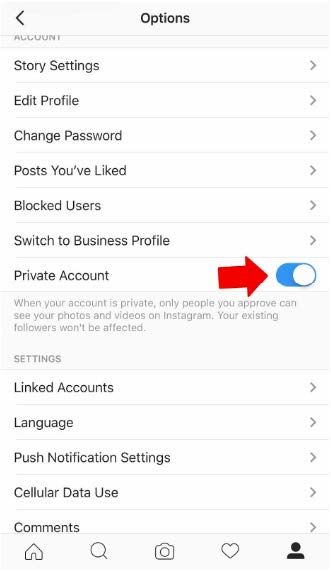 Options
ACCOUNT
Story Settings
Edit Profile
Change Password
Posts You've Liked
Blocked Users
Switch to Business Profile
Private Account
When your account is private, only people you approve can
see your photos and videos on Instagram. Your existing
followers won't be affected.
SETTINGS
Linked Accounts
Language
Push Notification Settings
Cellular Data Use
Comments